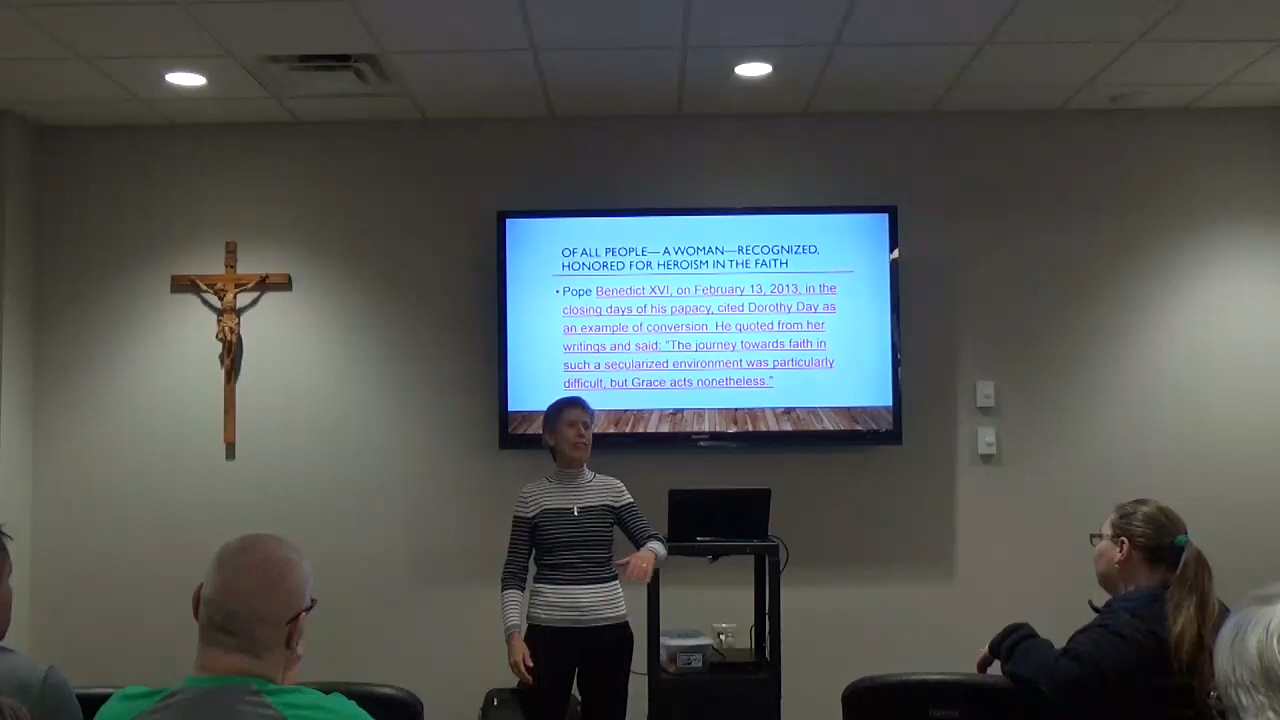 OF ALL PEOPLE— A WOMAN—RECOGNIZED,
HONORED FOR HEROISM IN THE FAITH
• Pope Benedict XVI, on February 13, 2013, in the
closing days of his papacy, cited Dorothy Day as
an example of conversion. He quoted from her
writings and said: “The journey towards faith in
such a secularized environment was particularly
difficult, but Grace acts nonetheless.”